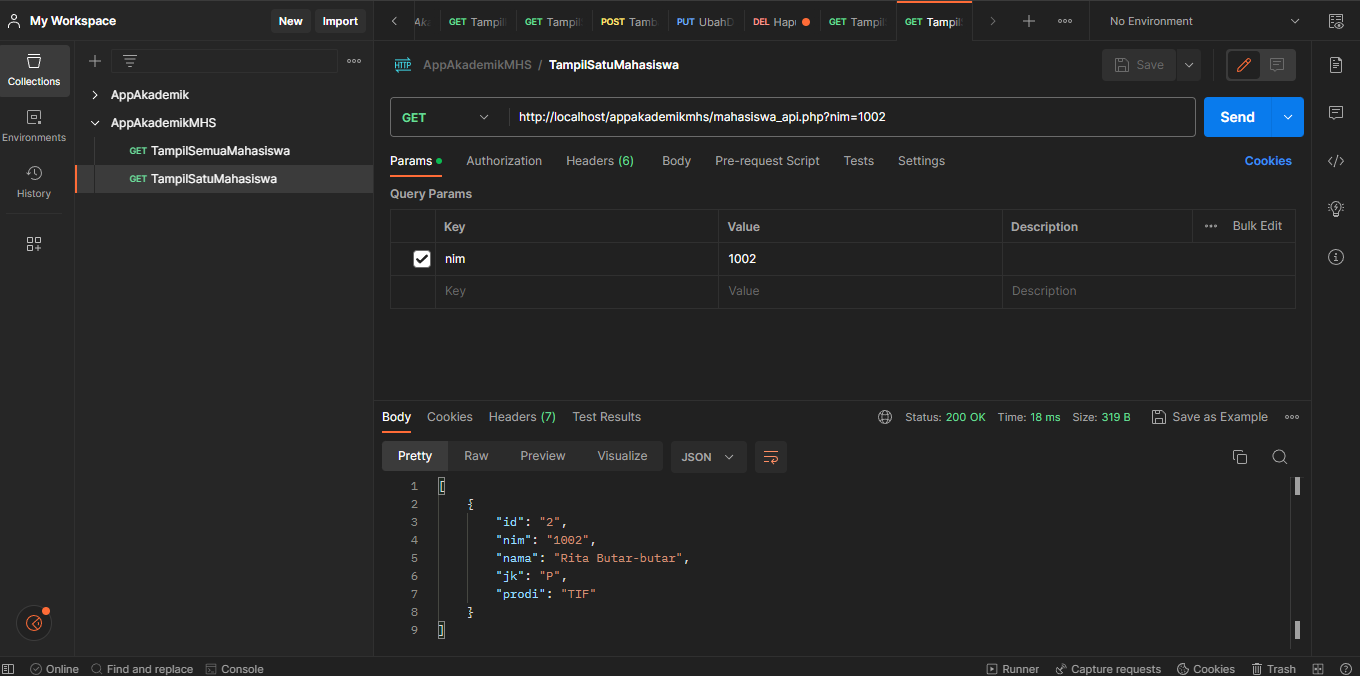 My Workspace New Import
GET Tampil GET Tampil POST Tamb PUT UbahD DEL Hapu GET Tampil GET Tampil No Environment
Collections
Environments
History
AppAkademik
AppAkademikMHS
GET TampilSemuaMahasiswa
GET TampilSatuMahasiswa
HTTP AppAkademikMHS / TampilSatuMahasiswa Save
GET http://localhost/appakademikmhs/mahasiswa_api.php?nim=1002 Send
Params Authorization Headers (6) Body Pre-request Script Tests Settings Cookies
Query Params
Key Value Description Bulk Edit
nim 1002
Key Value Description
Body Cookies Headers (7) Test Results Status: 200 OK Time: 18 ms Size: 319 B Save as Example
Pretty Raw Preview Visualize JSON
1 [
2 {
3 "id": "2",
4 "nim": "1002",
5 "nama": "Rita Butar-butar",
6 "jk": "P",
7 "prodi": "TIF"
8 }
9 ]
Online Find and replace Console Runner Capture requests Cookies Trash